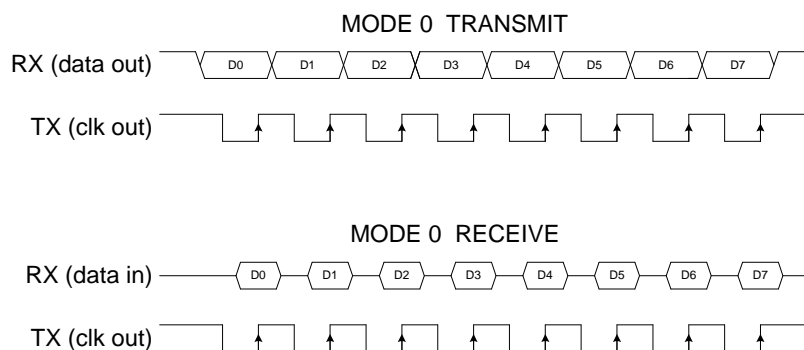 MODE 0 TRANSMIT
RX (data out) D0 D1 D2 D3 D4 D5 D6 D7
TX (clk out)
MODE 0 RECEIVE
RX (data in) D0 D1 D2 D3 D4 D5 D6 D7
TX (clk out)